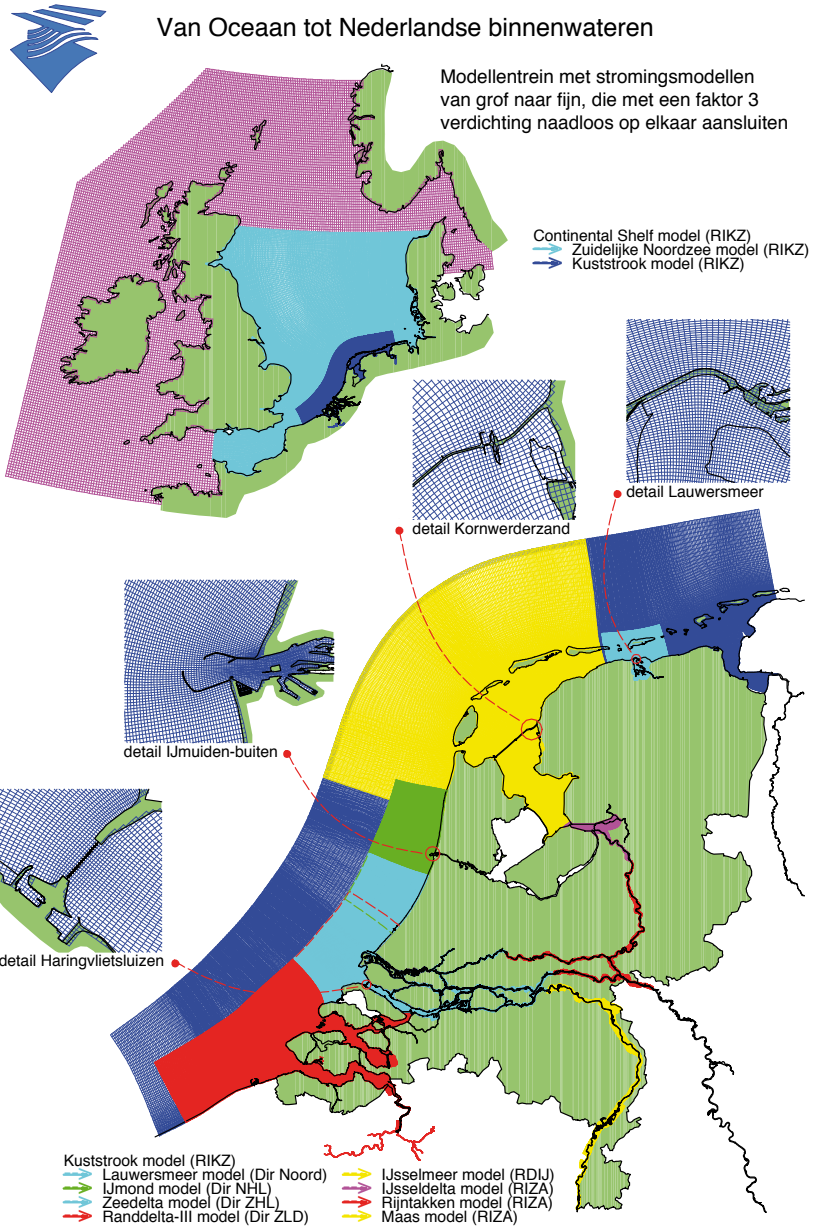 Van Oceaan tot Nederlandse binnenwateren
Modellentrein met stromingsmodellen
van grof naar fijn, die met een faktor 3
verdichting naadloos op elkaar aansluiten
Continental Shelf model (RIKZ)
Zuidelijke Noordzee model (RIKZ)
Kuststrook model (RIKZ)
detail Lauwersmeer
detail Kornwerderzand
detail IJmuiden-buiten
detail Haringvlietsluizen
Kuststrook model (RIKZ)
Lauwersmeer model (Dir Noord)
IJmond model (Dir NHL)
Zeedelta model (Dir ZHL)
Randdelta-III model (Dir ZLD)
IJsselmeer model (RDIJ)
IJsseldelta model (RIZA)
Rijntakken model (RIZA)
Maas model (RIZA)